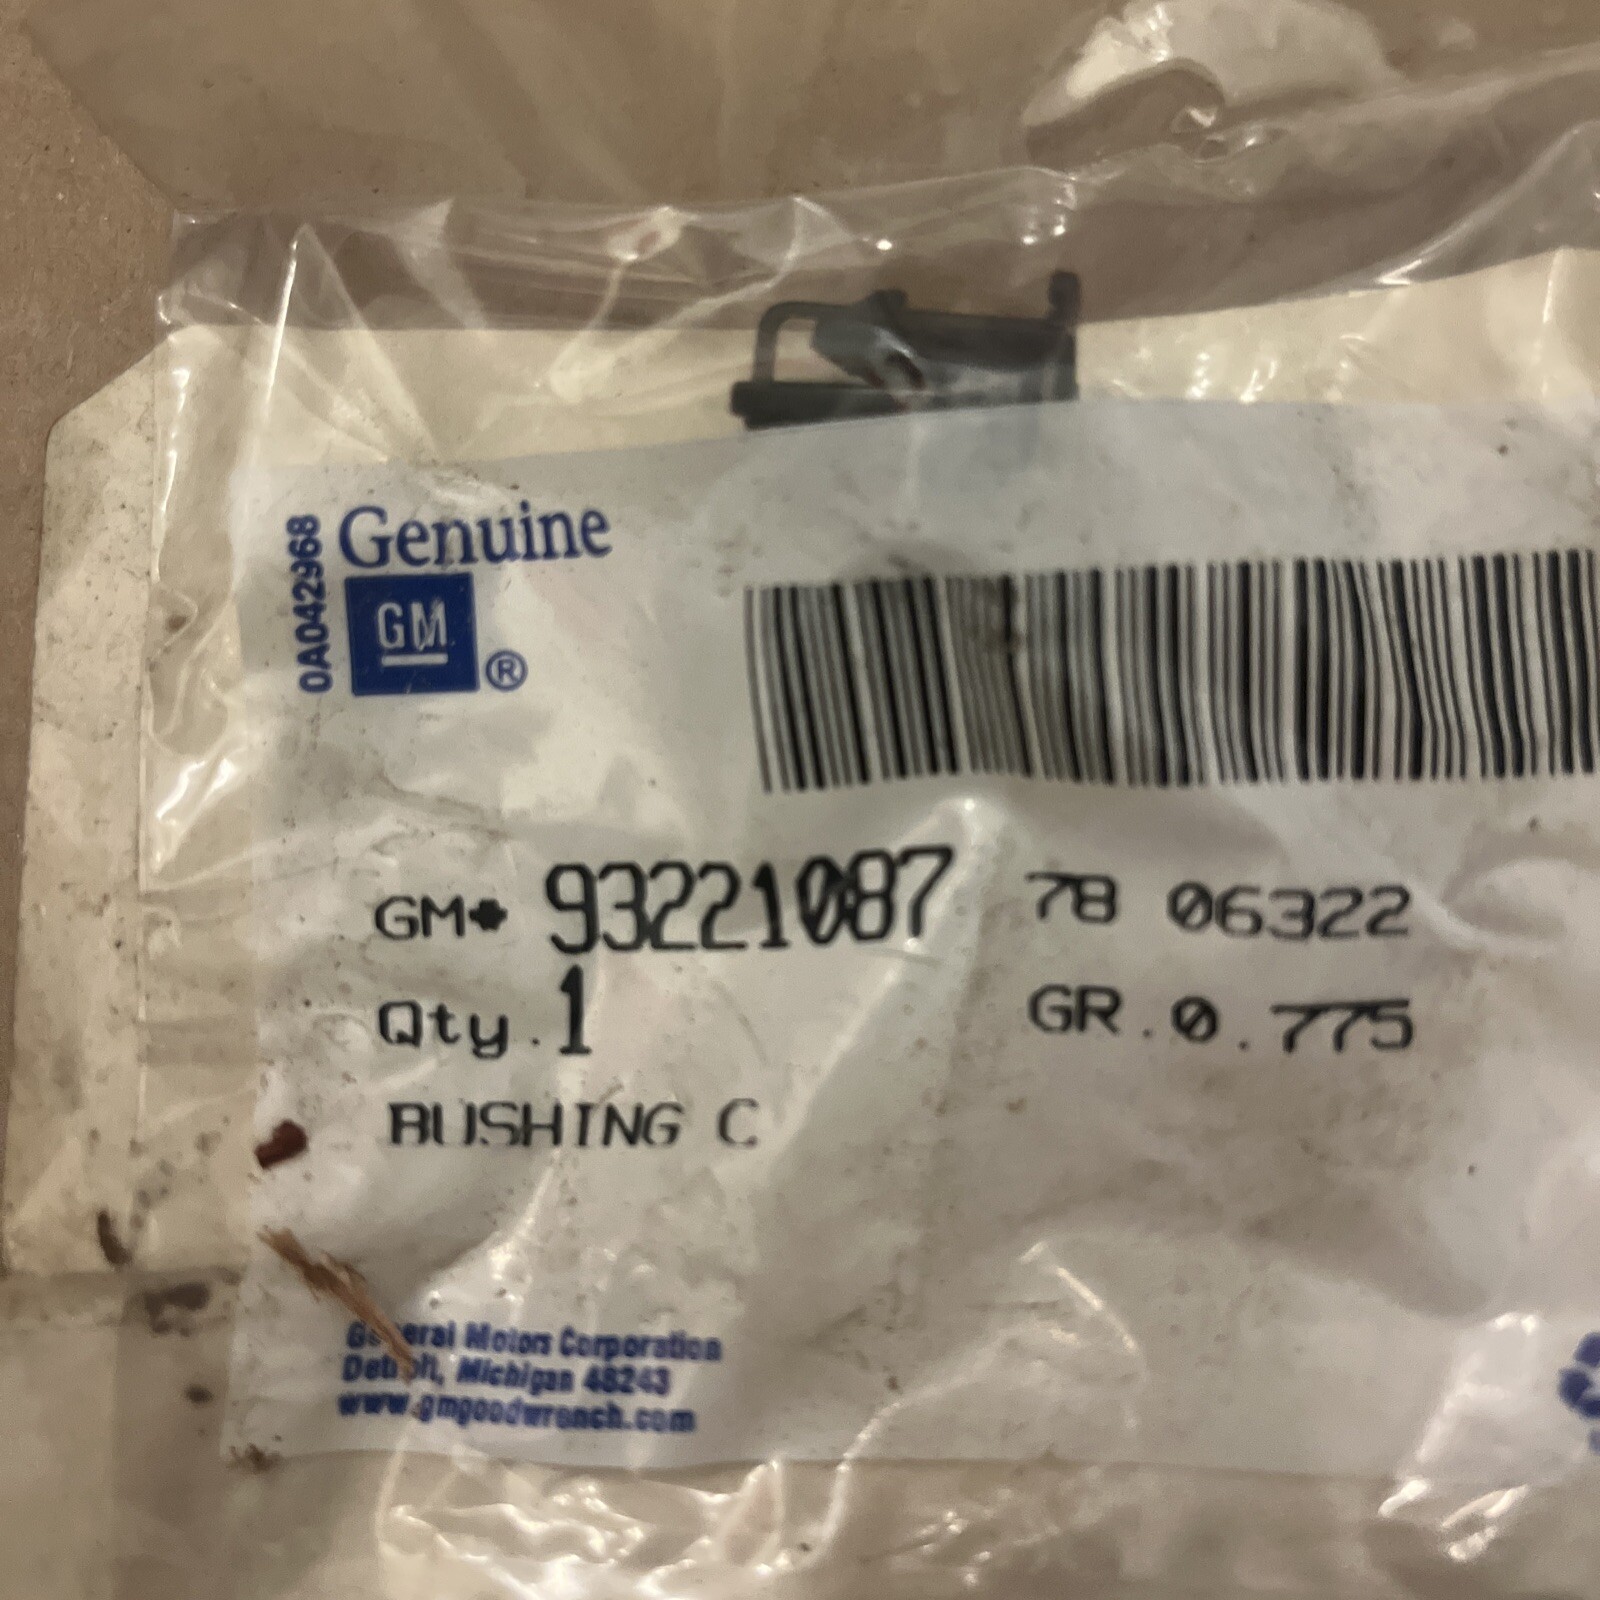 0A042968
Genuine
GM ®
GM* 93221087 78 06322
Qty.1 GR.0.775
BUSHING C
General Motors Corporation
Detroit, Michigan 48243
www.gmgoodwrench.com